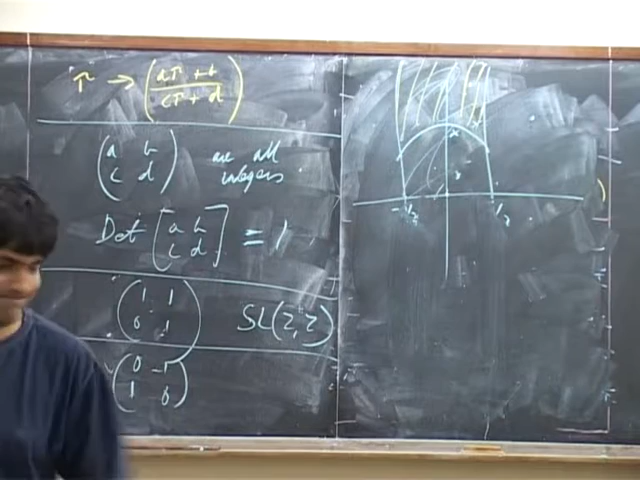 τ → (aτ + b / cτ + d)
(a b
c d) are all
integers
Det [a b
c d] = 1
(1 1
0 1) SL(2, Z)
(0 -1
1 0)
-1/2 1/2